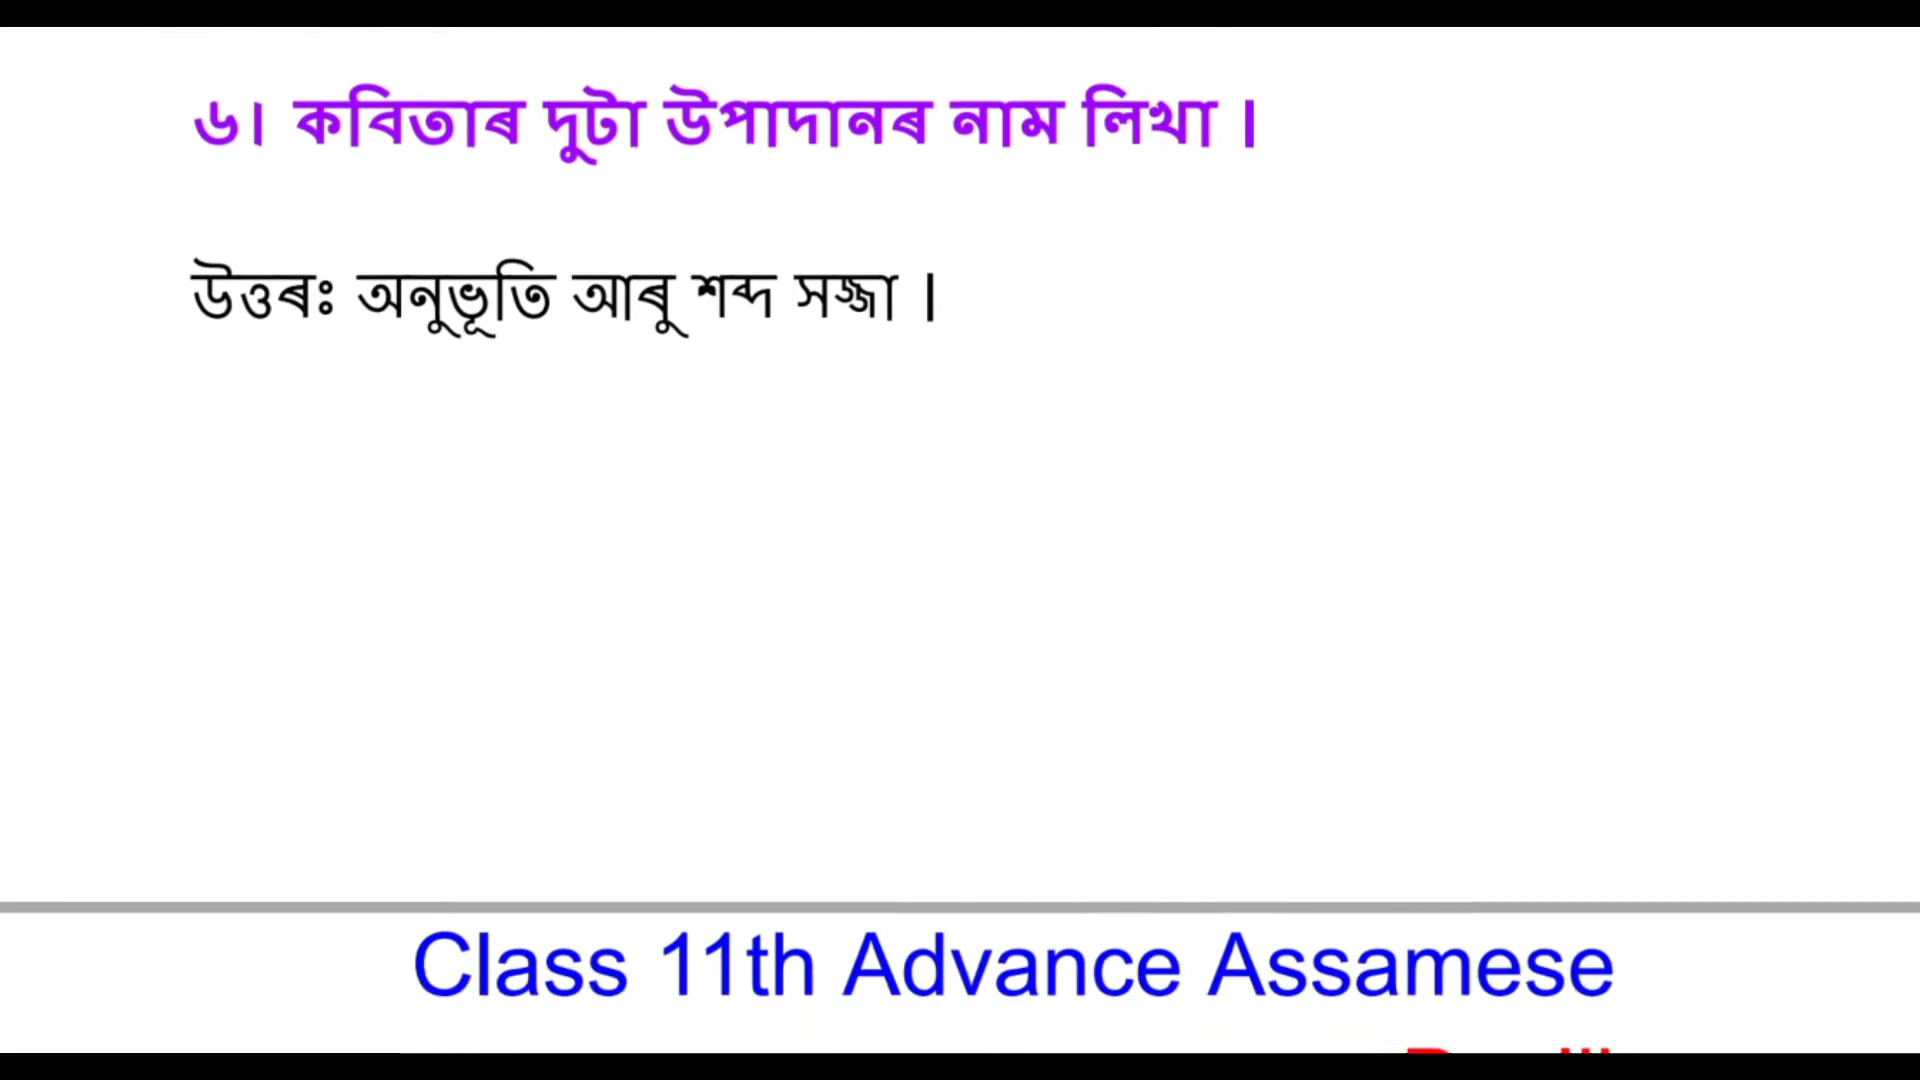 ৬। কবিতাৰ দুটা উপাদানৰ নাম লিখা ।
উত্তৰঃ অনুভূতি আৰু শব্দ সজ্জা ।
Class 11th Advance Assamese